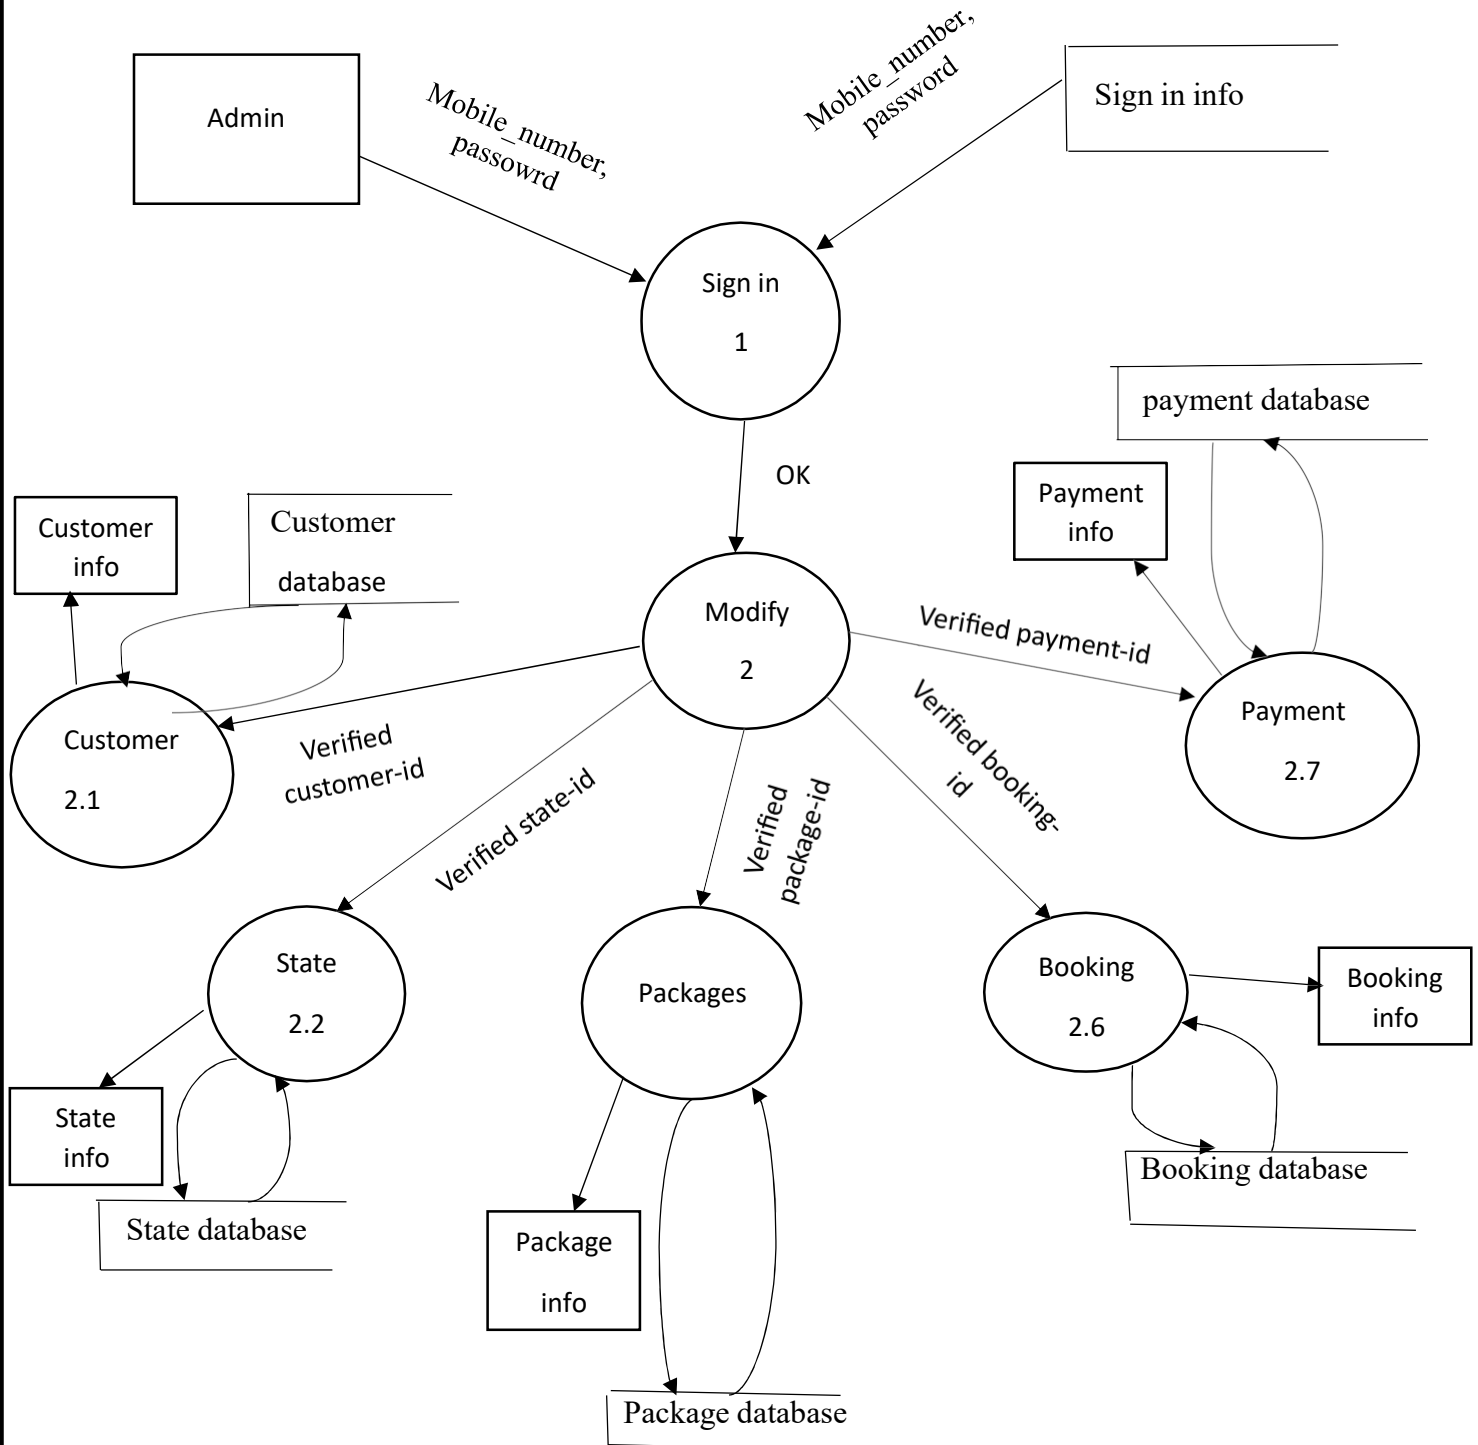 Admin
Mobile_number,
passowrd
Mobile_number,
password
Sign in info
Sign in
1
OK
payment database
Payment
info
Customer
info
Customer
database
Modify
2
Verified payment-id
Payment
2.7
Customer
2.1
Verified
customer-id
Verified state-id
Verified
package-id
Verified booking-
id
State
2.2
Packages
Booking
2.6
Booking
info
State
info
State database
Package
info
Booking database
Package database